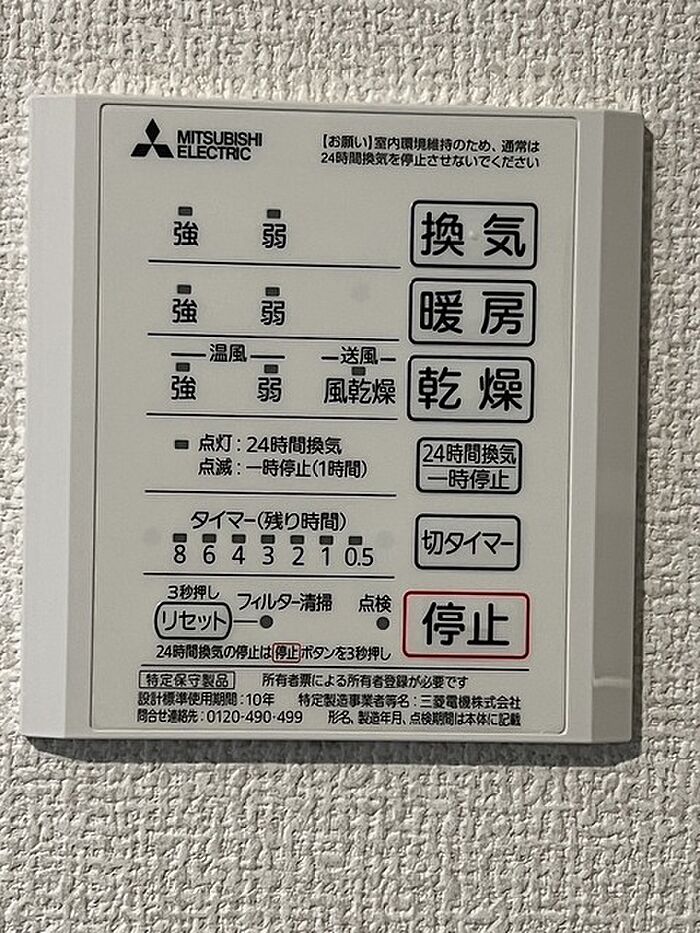 MITSUBISHI
ELECTRIC
【お願い】室内環境維持のため、通常は
24時間換気を停止させないでください
強 弱 換気
強 弱 暖房
温風 送風
強 弱 風乾燥 乾燥
点灯:24時間換気
点滅:一時停止(1時間)
24時間換気
一時停止
タイマー(残り時間)
8 6 4 3 2 1 0.5
切タイマー
3秒押し
リセット フィルター清掃 点検
停止
24時間換気の停止は停止ボタンを3秒押し
特定保守製品 所有者票による所有者登録が必要です
設計標準使用期間:10年 特定製造事業者等名:三菱電機株式会社
問合せ連絡先:0120-490-499 形名、製造年月、点検期間は本体に記載